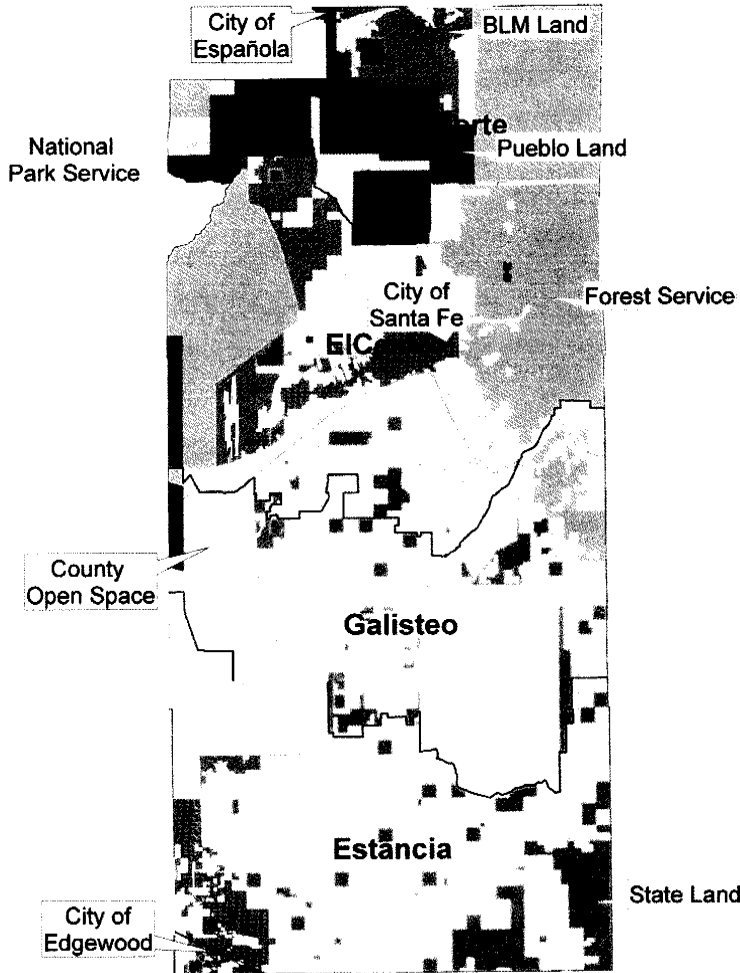 City of
Española
BLM Land
National
Park Service
Pueblo Land
City of
Santa Fe
Forest Service
County
Open Space
Galisteo
Estancia
State Land
City of
Edgewood